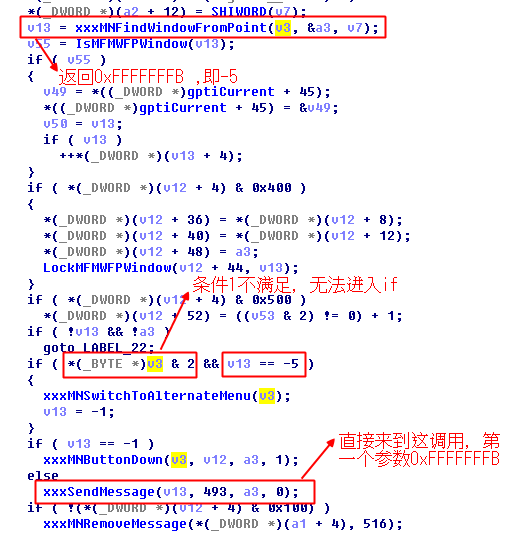 *(_DWORD *)(a2 + 12) = SHIWORD(v7);
v13 = xxxMNFindWindowFromPoint(v3, &a3, v7);
v55 = IsMFMWFPWindow(v13);
if ( v55 )
返回0xFFFFFFFB ,即-5
{
v49 = *((_DWORD *)gptiCurrent + 45);
*((_DWORD *)gptiCurrent + 45) = &v49;
v50 = v13;
if ( v13 )
++*(_DWORD *)(v13 + 4);
}
if ( *(_DWORD *)(v12 + 4) & 0x400 )
{
*(_DWORD *)(v12 + 36) = *(_DWORD *)(v12 + 8);
*(_DWORD *)(v12 + 40) = *(_DWORD *)(v12 + 12);
*(_DWORD *)(v12 + 48) = a3;
LockMFMWFPWindow(v12 + 44, v13);
}
条件1不满足，无法进入if
if ( *(_DWORD *)(v12 + 4) & 0x500 )
*(_DWORD *)(v12 + 52) = ((v53 & 2) != 0) + 1;
if ( !v13 && !a3 )
goto LABEL_22;
if ( *(_BYTE *)v3 & 2 && v13 == -5 )
{
xxxMNSwitchToAlternateMenu(v3);
v13 = -1;
}
if ( v13 == -1 )
xxxMNButtonDown(v3, v12, a3, 1);
直接来到这调用，第
一个参数0xFFFFFFFB
else
xxxSendMessage(v13, 493, a3, 0);
if ( !(*(_DWORD *)(v12 + 4) & 0x100) )
xxxMNRemoveMessage(*(_DWORD *)(a1 + 4), 516);